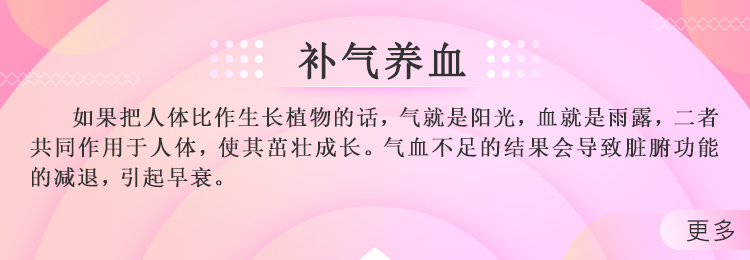 补气养血
如果把人体比作生长植物的话，气就是阳光，血就是雨露，二者
共同作用于人体，使其茁壮成长。气血不足的结果会导致脏腑功能
的减退，引起早衰。
更多